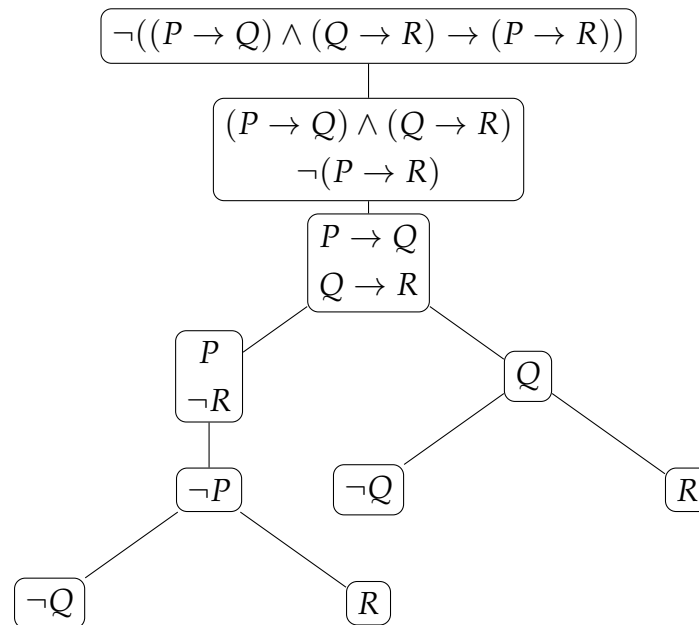 ¬((P → Q) ∧ (Q → R) → (P → R))
(P → Q) ∧ (Q → R)
¬(P → R)
P → Q
Q → R
P
¬R
Q
¬P
¬Q
R
¬Q
R